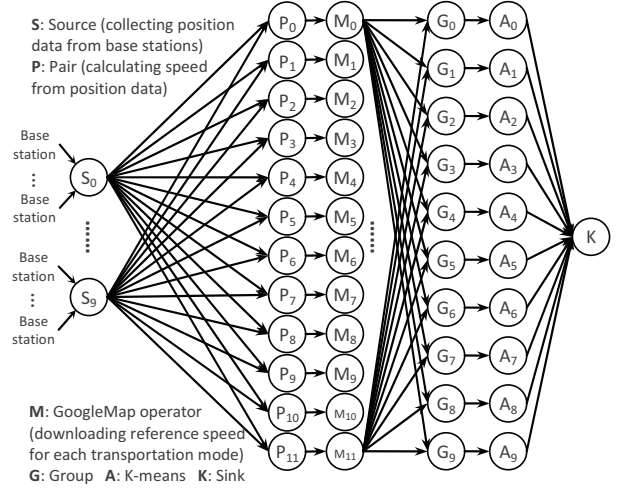 S: Source (collecting position
data from base stations)
P: Pair (calculating speed
from position data)
Base
station
...
Base
station
S0
......
Base
station
...
Base
station
S9
P0 M0
P1 M1
P2 M2
P3 M3
P4 M4
P5 M5
P6 M6
P7 M7
P8 M8
P9 M9
P10 M10
P11 M11
......
G0 A0
G1 A1
G2 A2
G3 A3
G4 A4
G5 A5
G6 A6
G7 A7
G8 A8
G9 A9
K
M: GoogleMap operator
(downloading reference speed
for each transportation mode)
G: Group A: K-means K: Sink